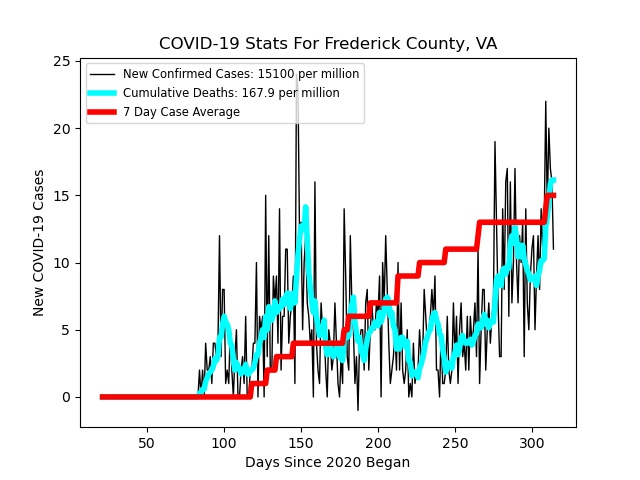 COVID-19 Stats For Frederick County, VA
New Confirmed Cases: 15100 per million
Cumulative Deaths: 167.9 per million
7 Day Case Average
25
20
15
10
5
0
New COVID-19 Cases
50 100 150 200 250 300
Days Since 2020 Began